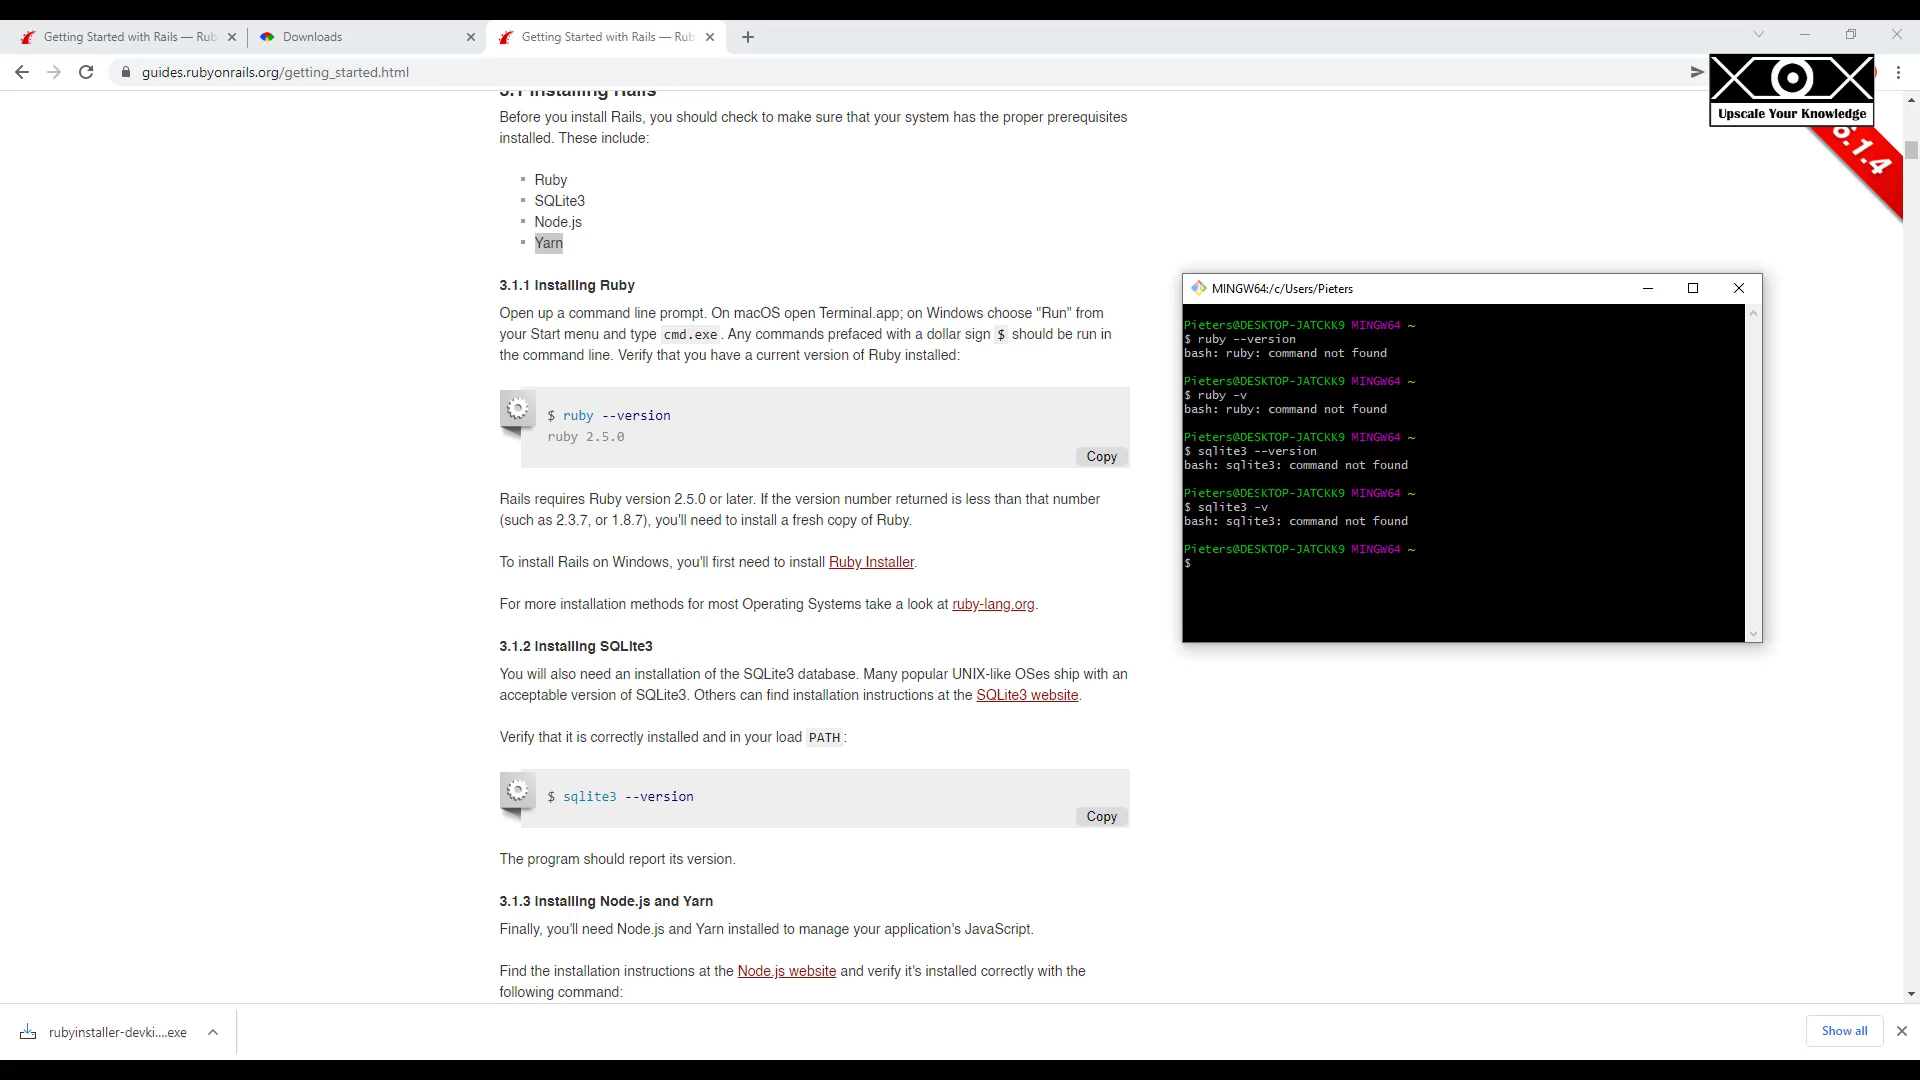 Getting Started with Rails — Rub
Downloads
Getting Started with Rails — Rub
guides.rubyonrails.org/getting_started.html
Upscale Your Knowledge
6.1.4
3.1 Installing Rails
Before you install Rails, you should check to make sure that your system has the proper prerequisites
installed. These include:
Ruby
SQLite3
Node.js
Yarn
3.1.1 Installing Ruby
Open up a command line prompt. On macOS open Terminal.app; on Windows choose "Run" from
your Start menu and type cmd.exe. Any commands prefaced with a dollar sign $ should be run in
the command line. Verify that you have a current version of Ruby installed:
$ ruby --version
ruby 2.5.0
Copy
Rails requires Ruby version 2.5.0 or later. If the version number returned is less than that number
(such as 2.3.7, or 1.8.7), you'll need to install a fresh copy of Ruby.
To install Rails on Windows, you'll first need to install Ruby Installer.
For more installation methods for most Operating Systems take a look at ruby-lang.org.
3.1.2 Installing SQLite3
You will also need an installation of the SQLite3 database. Many popular UNIX-like OSes ship with an
acceptable version of SQLite3. Others can find installation instructions at the SQLite3 website.
Verify that it is correctly installed and in your load PATH:
$ sqlite3 --version
Copy
The program should report its version.
3.1.3 Installing Node.js and Yarn
Finally, you'll need Node.js and Yarn installed to manage your application's JavaScript.
Find the installation instructions at the Node.js website and verify it's installed correctly with the
following command:
MINGW64:/c/Users/Pieters
Pieters@DESKTOP-JATCKK9 MINGW64 ~
$ ruby --version
bash: ruby: command not found
Pieters@DESKTOP-JATCKK9 MINGW64 ~
$ ruby -v
bash: ruby: command not found
Pieters@DESKTOP-JATCKK9 MINGW64 ~
$ sqlite3 --version
bash: sqlite3: command not found
Pieters@DESKTOP-JATCKK9 MINGW64 ~
$ sqlite3 -v
bash: sqlite3: command not found
Pieters@DESKTOP-JATCKK9 MINGW64 ~
$
rubyinstaller-devki....exe
Show all